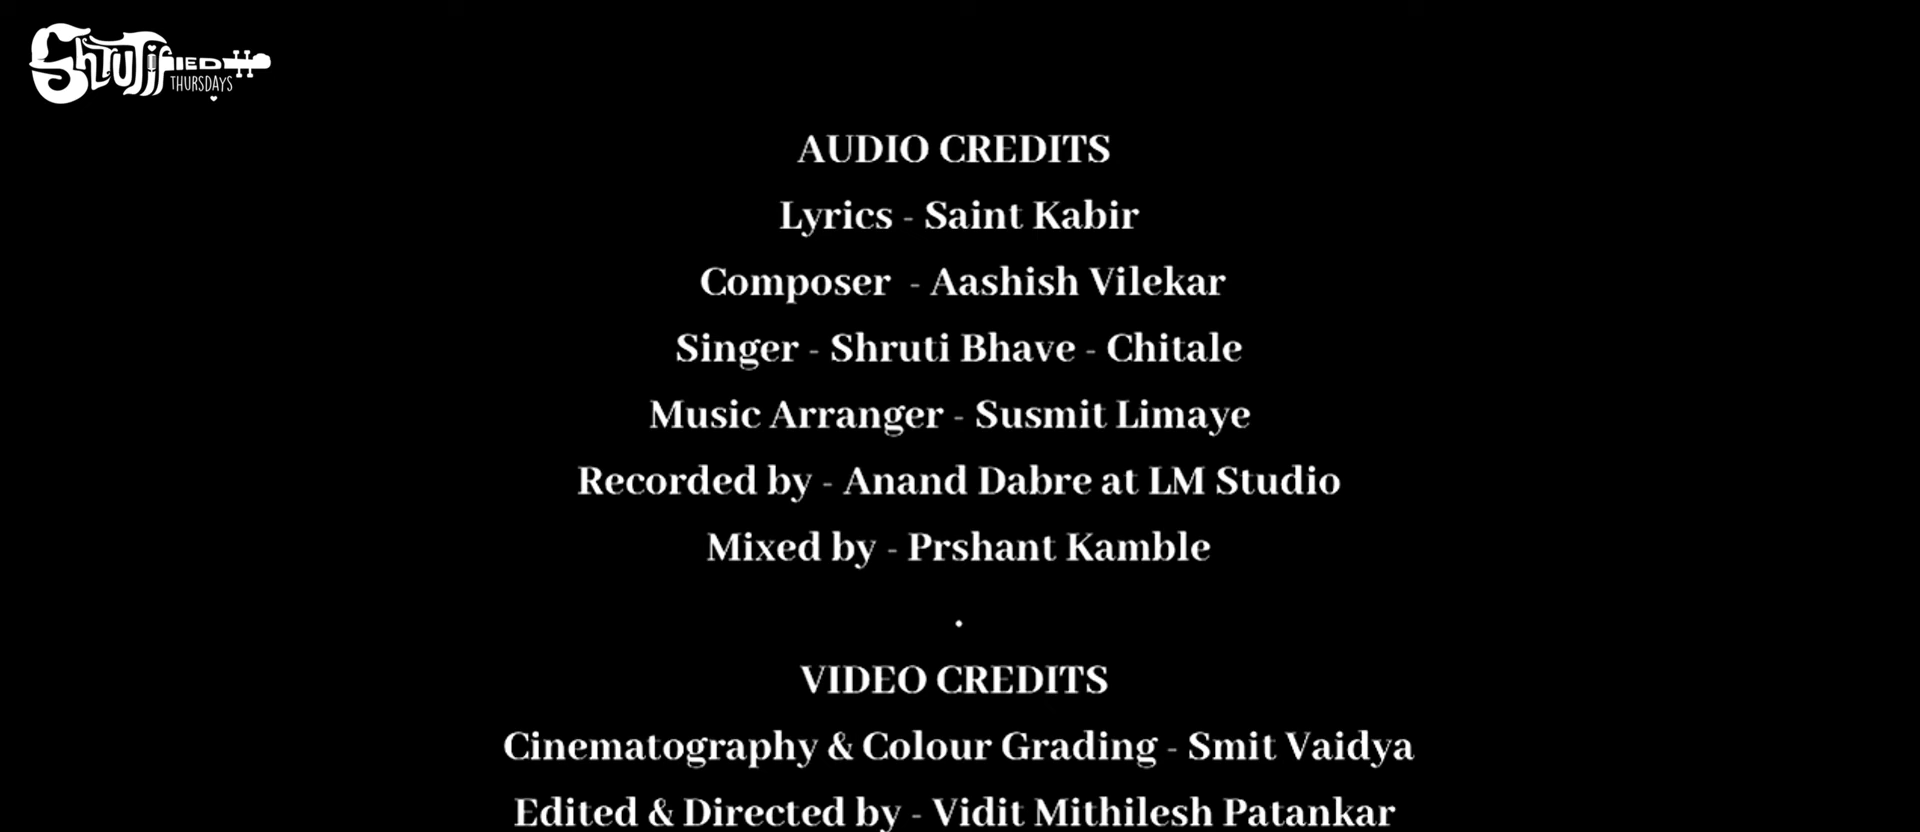 Shrutified
THURSDAYS
AUDIO CREDITS
Lyrics - Saint Kabir
Composer - Aashish Vilekar
Singer - Shruti Bhave - Chitale
Music Arranger - Susmit Limaye
Recorded by - Anand Dabre at LM Studio
Mixed by - Prshant Kamble
.
VIDEO CREDITS
Cinematography & Colour Grading - Smit Vaidya
Edited & Directed by - Vidit Mithilesh Patankar